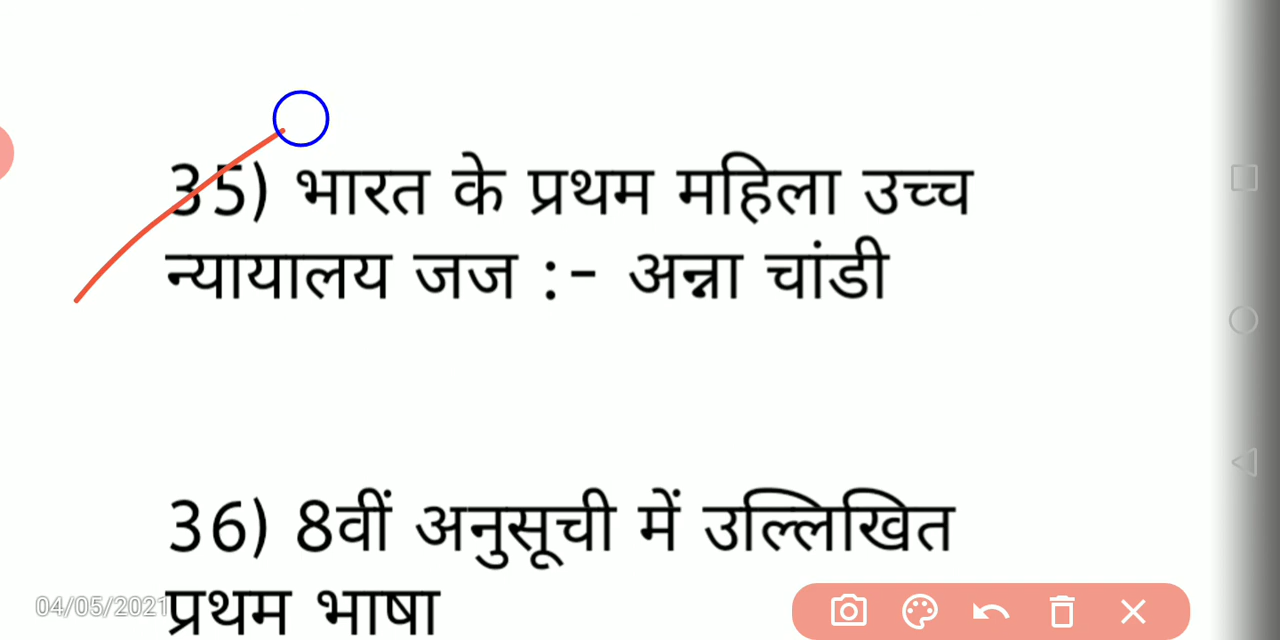 35) भारत के प्रथम महिला उच्च
न्यायालय जज :- अन्ना चांडी
36) 8वीं अनुसूची में उल्लिखित
प्रथम भाषा
04/05/2021